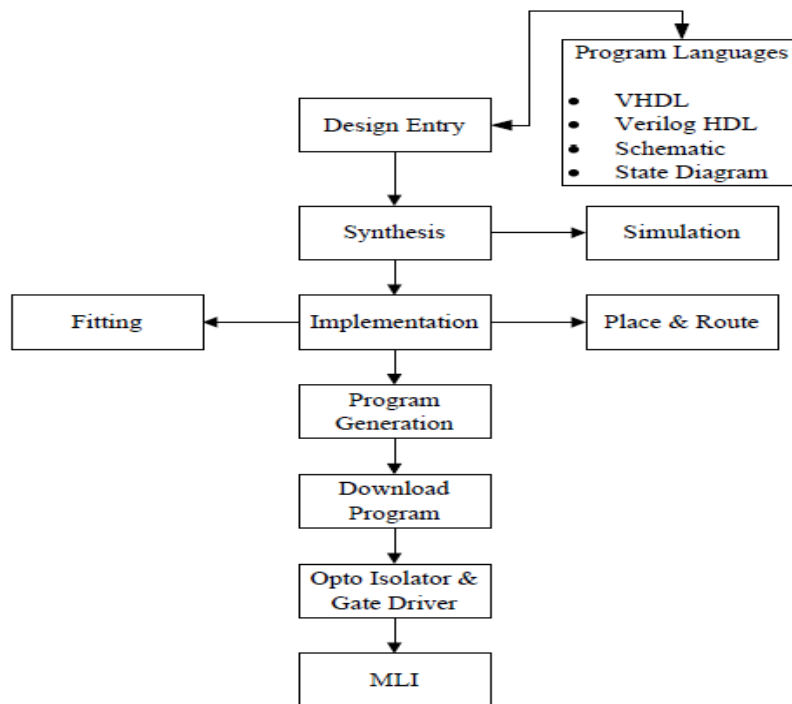 Program Languages
• VHDL
• Verilog HDL
• Schematic
• State Diagram
Design Entry
Synthesis
Simulation
Fitting
Implementation
Place & Route
Program
Generation
Download
Program
Opto Isolator &
Gate Driver
MLI